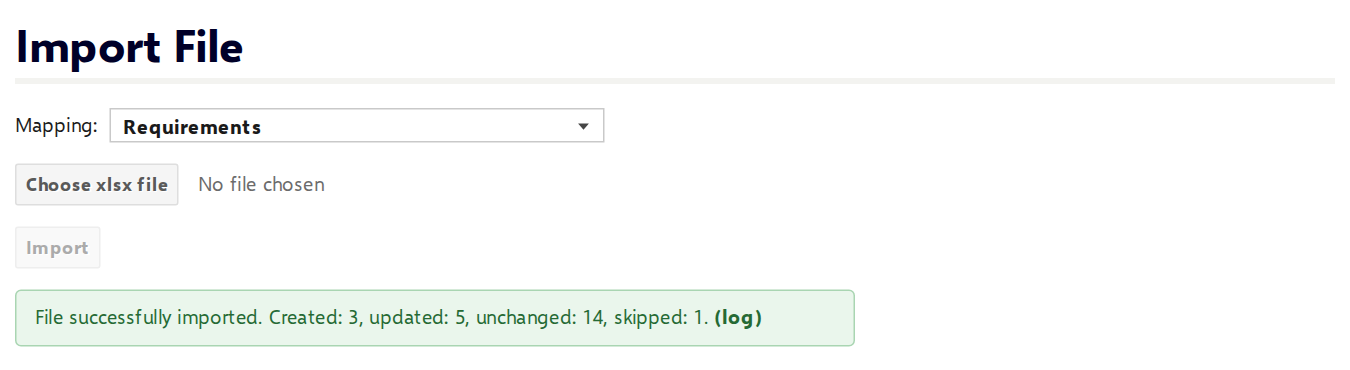 Import File
Mapping: Requirements
Choose xlsx file No file chosen
Import
File successfully imported. Created: 3, updated: 5, unchanged: 14, skipped: 1. (log)